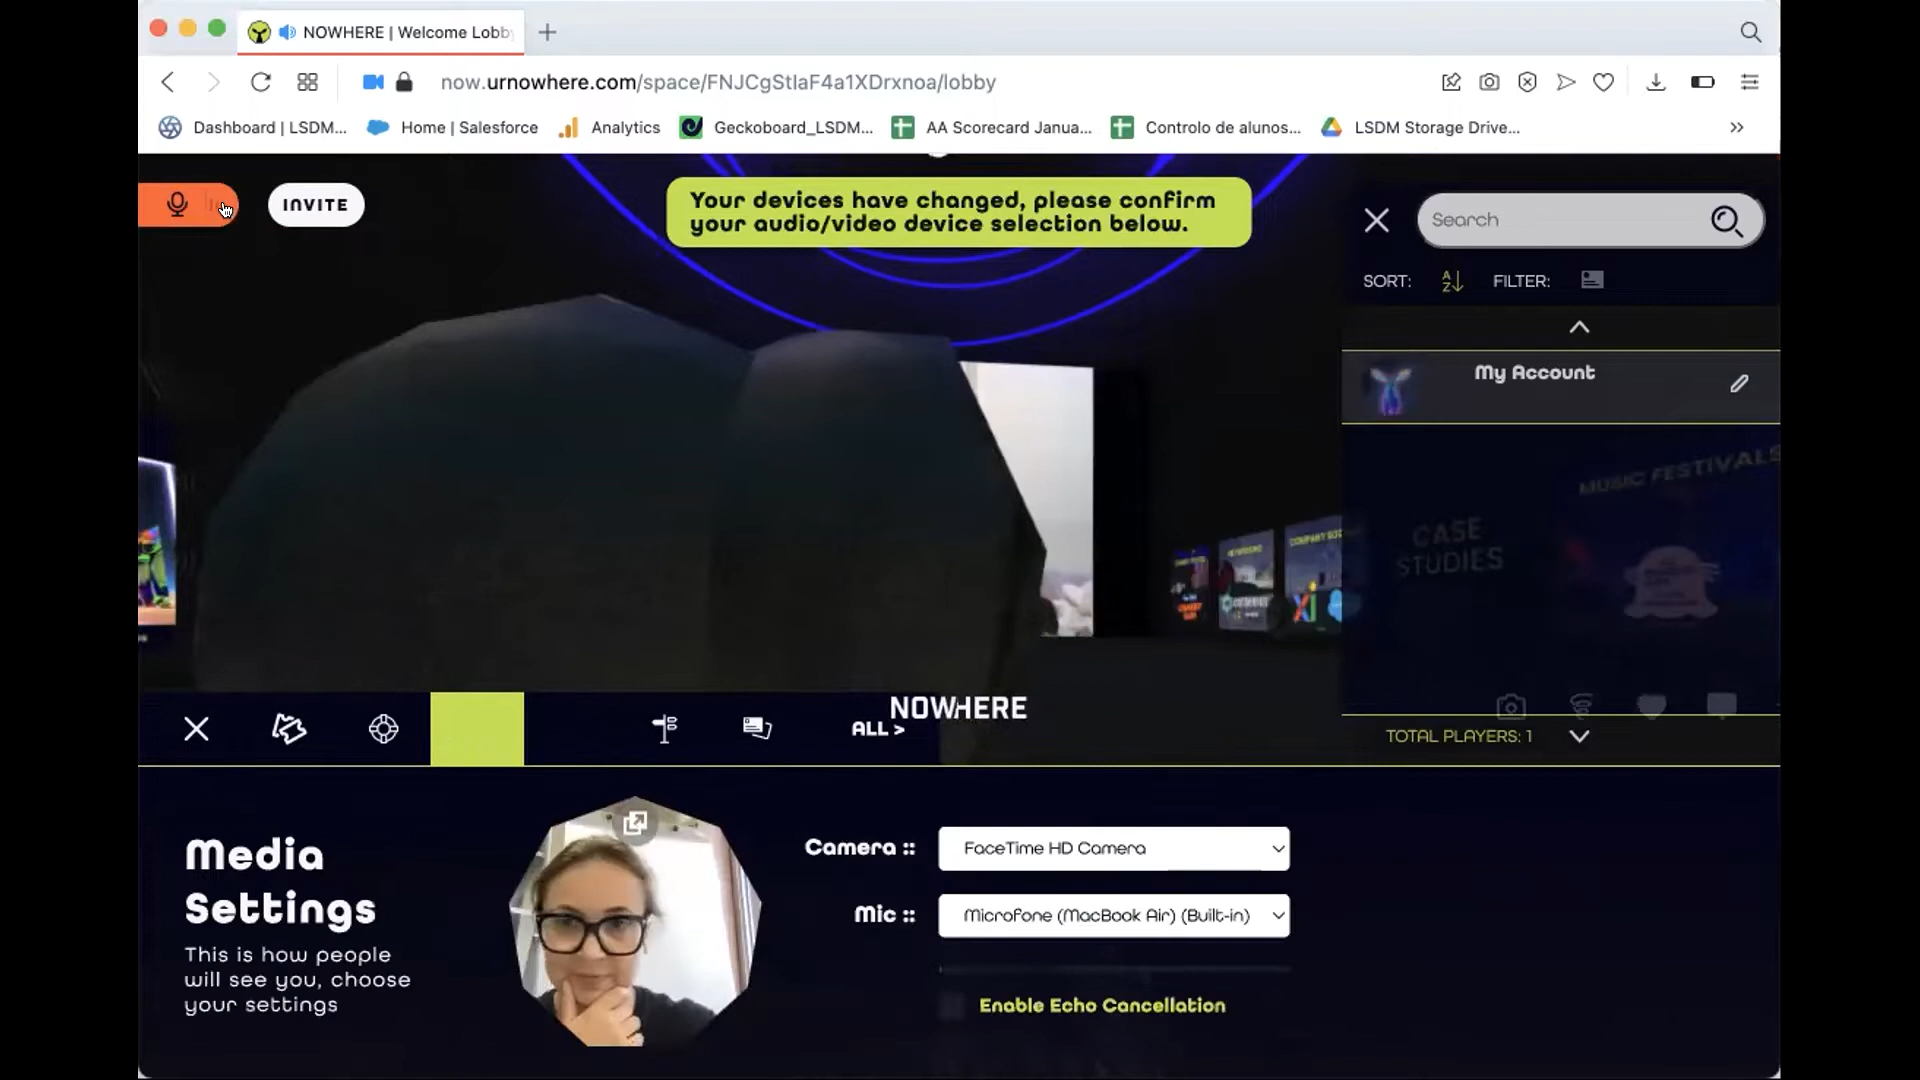 NOWHERE | Welcome Lobb
now.urnowhere.com/space/FNJCgStIaF4a1XDrxnoa/lobby
Dashboard | LSDM... Home | Salesforce Analytics Geckoboard_LSDM... AA Scorecard Janua... Controlo de alunos... LSDM Storage Drive...
INVITE
Your devices have changed, please confirm
your audio/video device selection below.
Search
SORT: FILTER:
My Account
MUSIC FESTIVALS
CASE
STUDIES
NOWHERE
ALL >
TOTAL PLAYERS: 1
Media
Settings
This is how people
will see you, choose
your settings
Camera :: FaceTime HD Camera
Mic :: Microfone (MacBook Air) (Built-in)
Enable Echo Cancellation